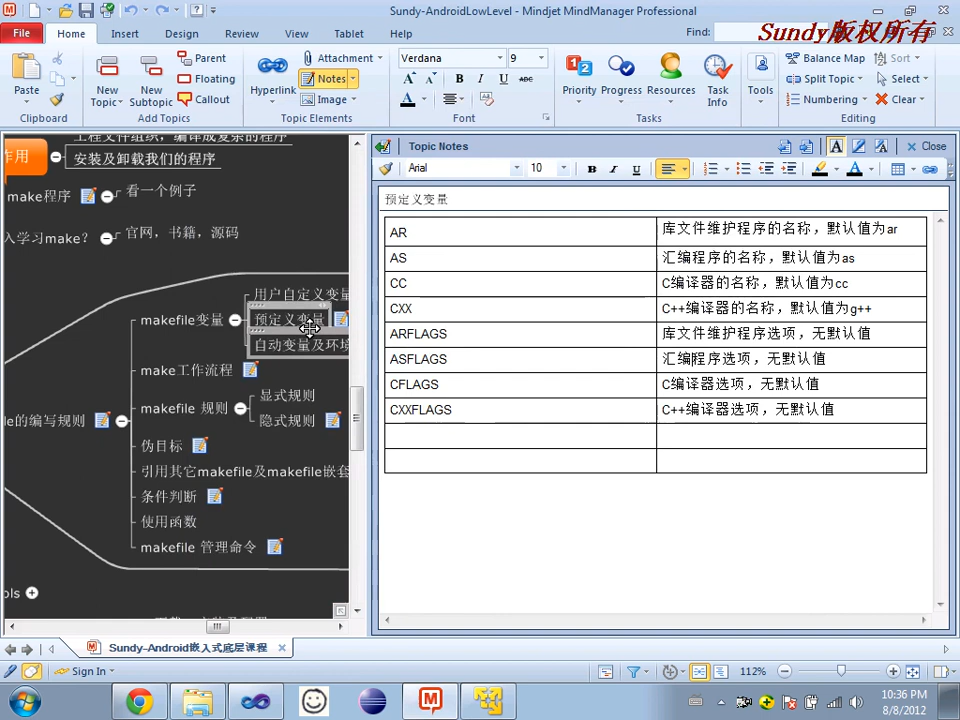 Sundy-AndroidLowLevel - Mindjet MindManager Professional
File
Home
Insert
Design
Review
View
Tablet
Help
Find:
Sundy版权所有
Paste
Clipboard
New Topic
New Subtopic
Parent
Floating
Callout
Add Topics
Hyperlink
Attachment
Notes
Image
Topic Elements
Verdana
9
B I U ABC
A
Font
Priority
Progress
Resources
Task Info
Tasks
Tools
Balance Map
Split Topic
Numbering
Sort
Select
Clear
Editing
工程文件组织，编译成复杂的程序
作用
安装及卸载我们的程序
make程序
看一个例子
入学习make？
官网，书籍，源码
用户自定义变量
makefile变量
预定义变量
自动变量及环境
make工作流程
makefile 规则
显式规则
隐式规则
le的编写规则
伪目标
引用其它makefile及makefile嵌套
条件判断
使用函数
makefile 管理命令
ols
Topic Notes
Close
Arial
10
B I U
预定义变量
AR 库文件维护程序的名称，默认值为ar
AS 汇编程序的名称，默认值为as
CC C编译器的名称，默认值为cc
CXX C++编译器的名称，默认值为g++
ARFLAGS 库文件维护程序选项，无默认值
ASFLAGS 汇编程序选项，无默认值
CFLAGS C编译器选项，无默认值
CXXFLAGS C++编译器选项，无默认值
Sundy-Android嵌入式底层课程
Sign In
112%
10:36 PM
8/8/2012